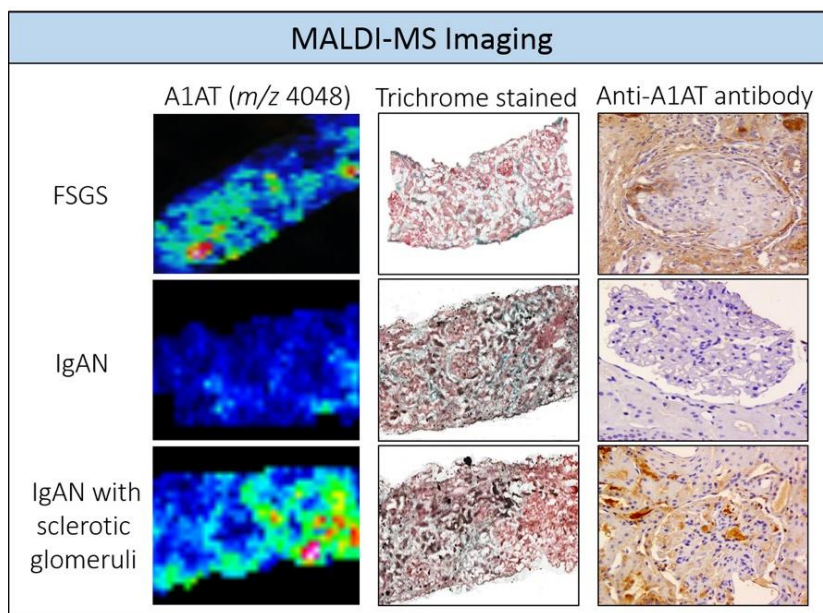 MALDI-MS Imaging
A1AT (m/z 4048) Trichrome stained Anti-A1AT antibody
FSGS
IgAN
IgAN with
sclerotic
glomeruli